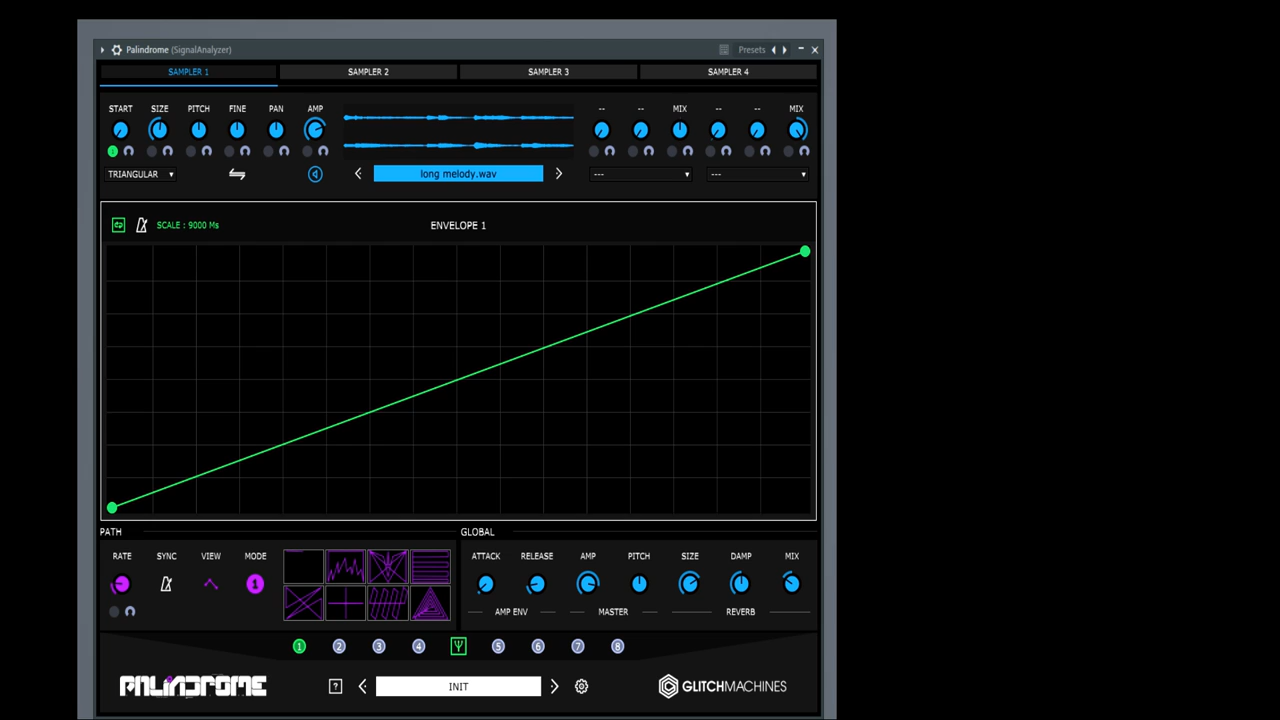 Palindrome (SignalAnalyzer) Presets
SAMPLER 1 SAMPLER 2 SAMPLER 3 SAMPLER 4
START SIZE PITCH FINE PAN AMP -- -- MIX -- -- MIX
1
TRIANGULAR long melody.wav --- ---
SCALE : 9000 Ms ENVELOPE 1
PATH GLOBAL
RATE SYNC VIEW MODE ATTACK RELEASE AMP PITCH SIZE DAMP MIX
1
AMP ENV MASTER REVERB
1 2 3 4 5 6 7 8
PALINDROME ? INIT GLITCHMACHINES